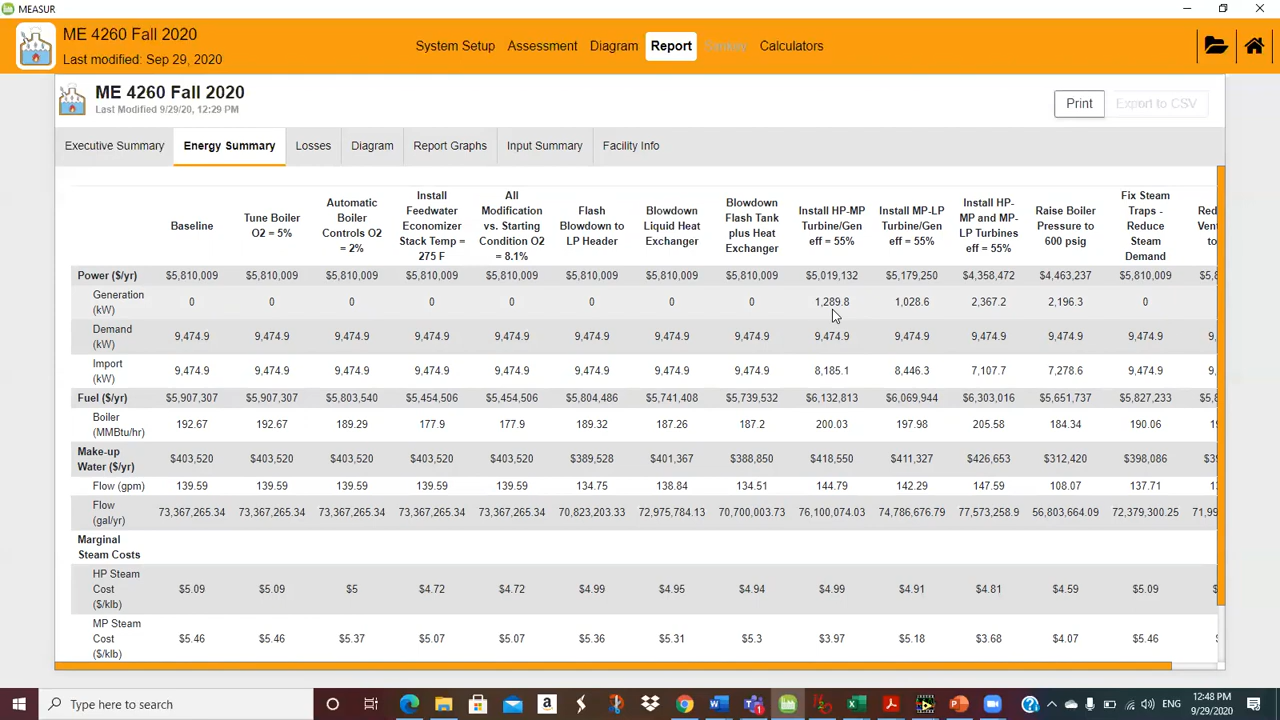 MEASUR
ME 4260 Fall 2020
Last modified: Sep 29, 2020
System Setup Assessment Diagram Report Calculators
ME 4260 Fall 2020
Last Modified 9/29/20, 12:29 PM
Print Export to CSV
Executive Summary Energy Summary Losses Diagram Report Graphs Input Summary Facility Info
Baseline
Tune Boiler
O2 = 5%
Automatic
Boiler
Controls O2
= 2%
Install
Feedwater
Economizer
Stack Temp =
275 F
All
Modification
vs. Starting
Condition O2
= 8.1%
Flash
Blowdown to
LP Header
Blowdown
Liquid Heat
Exchanger
Blowdown
Flash Tank
plus Heat
Exchanger
Install HP-MP
Turbine/Gen
eff = 55%
Install MP-LP
Turbine/Gen
eff = 55%
Install HP-
MP and MP-
LP Turbines
eff = 55%
Raise Boiler
Pressure to
600 psig
Fix Steam
Traps -
Reduce
Steam
Demand
Power ($/yr) $5,810,009 $5,810,009 $5,810,009 $5,810,009 $5,810,009 $5,810,009 $5,810,009 $5,810,009 $5,019,132 $5,179,250 $4,358,472 $4,463,237 $5,810,009
Generation
(kW) 0 0 0 0 0 0 0 0 1,289.8 1,028.6 2,367.2 2,196.3 0
Demand
(kW) 9,474.9 9,474.9 9,474.9 9,474.9 9,474.9 9,474.9 9,474.9 9,474.9 9,474.9 9,474.9 9,474.9 9,474.9 9,474.9
Import
(kW) 9,474.9 9,474.9 9,474.9 9,474.9 9,474.9 9,474.9 9,474.9 9,474.9 8,185.1 8,446.3 7,107.7 7,278.6 9,474.9
Fuel ($/yr) $5,907,307 $5,907,307 $5,803,540 $5,454,506 $5,454,506 $5,804,486 $5,741,408 $5,739,532 $6,132,813 $6,069,944 $6,303,016 $5,651,737 $5,827,233
Boiler
(MMBtu/hr) 192.67 192.67 189.29 177.9 177.9 189.32 187.26 187.2 200.03 197.98 205.58 184.34 190.06
Make-up
Water ($/yr) $403,520 $403,520 $403,520 $403,520 $403,520 $389,528 $401,367 $388,850 $418,550 $411,327 $426,653 $312,420 $398,086
Flow (gpm) 139.59 139.59 139.59 139.59 139.59 134.75 138.84 134.51 144.79 142.29 147.59 108.07 137.71
Flow
(gal/yr) 73,367,265.34 73,367,265.34 73,367,265.34 73,367,265.34 73,367,265.34 70,823,203.33 72,975,784.13 70,700,003.73 76,100,074.03 74,786,676.79 77,573,258.9 56,803,664.09 72,379,300.25
Marginal
Steam Costs
HP Steam
Cost
($/klb) $5.09 $5.09 $5 $4.72 $4.72 $4.99 $4.95 $4.94 $4.99 $4.91 $4.81 $4.59 $5.09
MP Steam
Cost
($/klb) $5.46 $5.46 $5.37 $5.07 $5.07 $5.36 $5.31 $5.3 $3.97 $5.18 $3.68 $4.07 $5.46
Type here to search
ENG
12:48 PM
9/29/2020